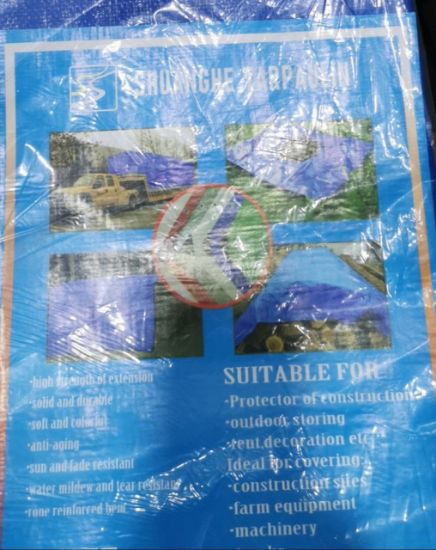 SHUANGHE TARPAULIN
·high strength of extension
·solid and durable
·soft and colorful
·anti-aging
·sun and fade resistant
·water mildew and tear resistant
·rope reinforced hem
SUITABLE FOR
·Protector of construction
·outdoor storing
·tent,decoration etc
Ideal for covering:
·construction sites
·farm equipment
·machinery